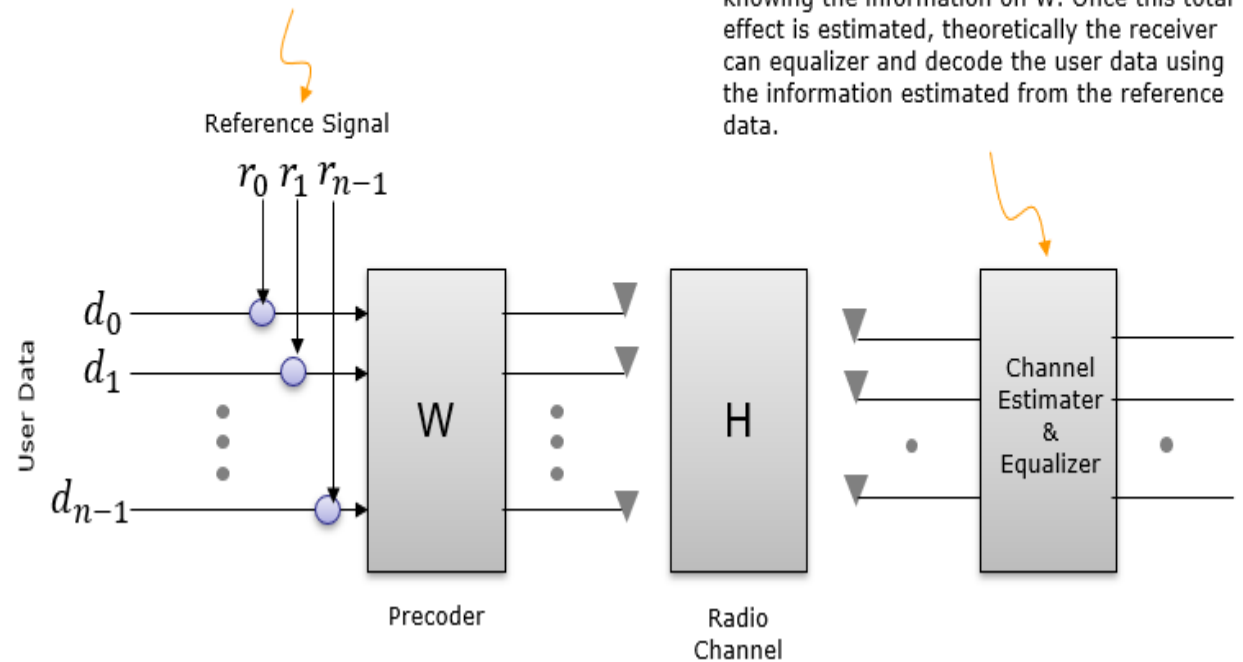 knowing the information on W. Once this total
effect is estimated, theoretically the receiver
can equalizer and decode the user data using
the information estimated from the reference
data.
Reference Signal
r₀ r₁ rₙ₋₁
User Data
d₀
d₁
dₙ₋₁
W
H
Channel
Estimater
&
Equalizer
Precoder
Radio
Channel